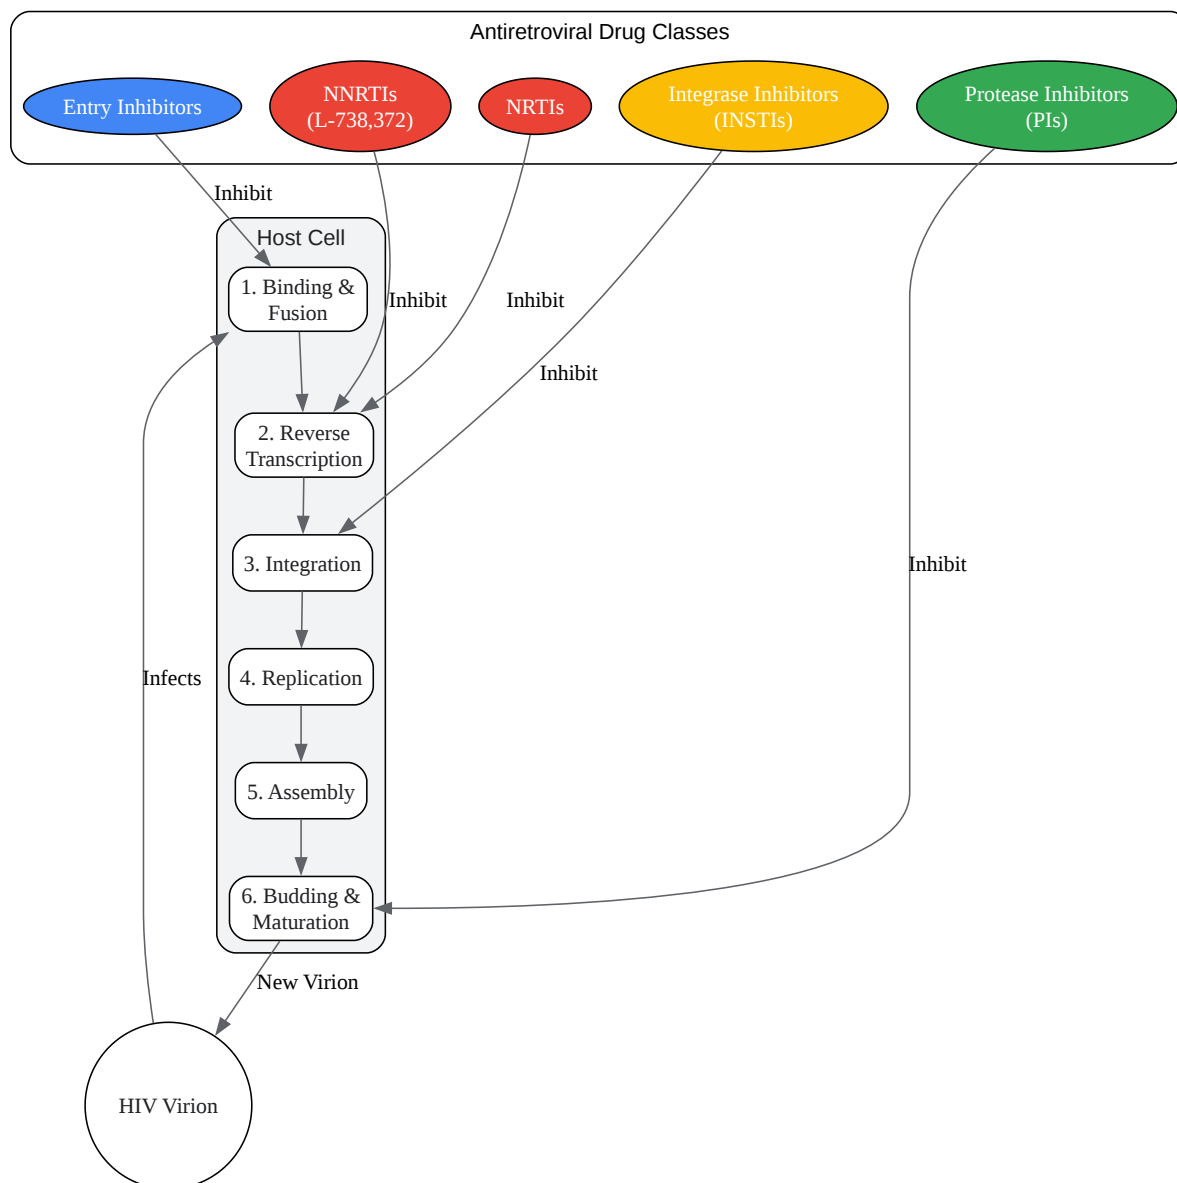 Antiretroviral Drug Classes
Entry Inhibitors
NNRTIs
(L-738,372)
NRTIs
Integrase Inhibitors
(INSTIs)
Protease Inhibitors
(PIs)
Inhibit
Host Cell
1. Binding &
Fusion
Inhibit
Inhibit
Inhibit
2. Reverse
Transcription
3. Integration
Inhibit
4. Replication
Infects
5. Assembly
6. Budding &
Maturation
New Virion
HIV Virion